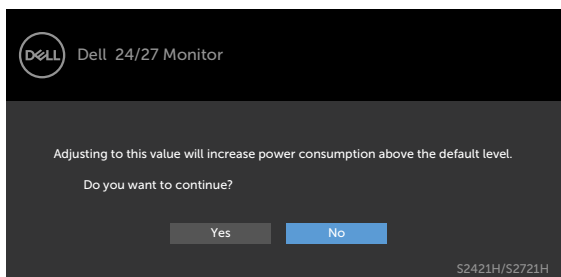 DELL Dell 24/27 Monitor
Adjusting to this value will increase power consumption above the default level.
Do you want to continue?
Yes No
S2421H/S2721H